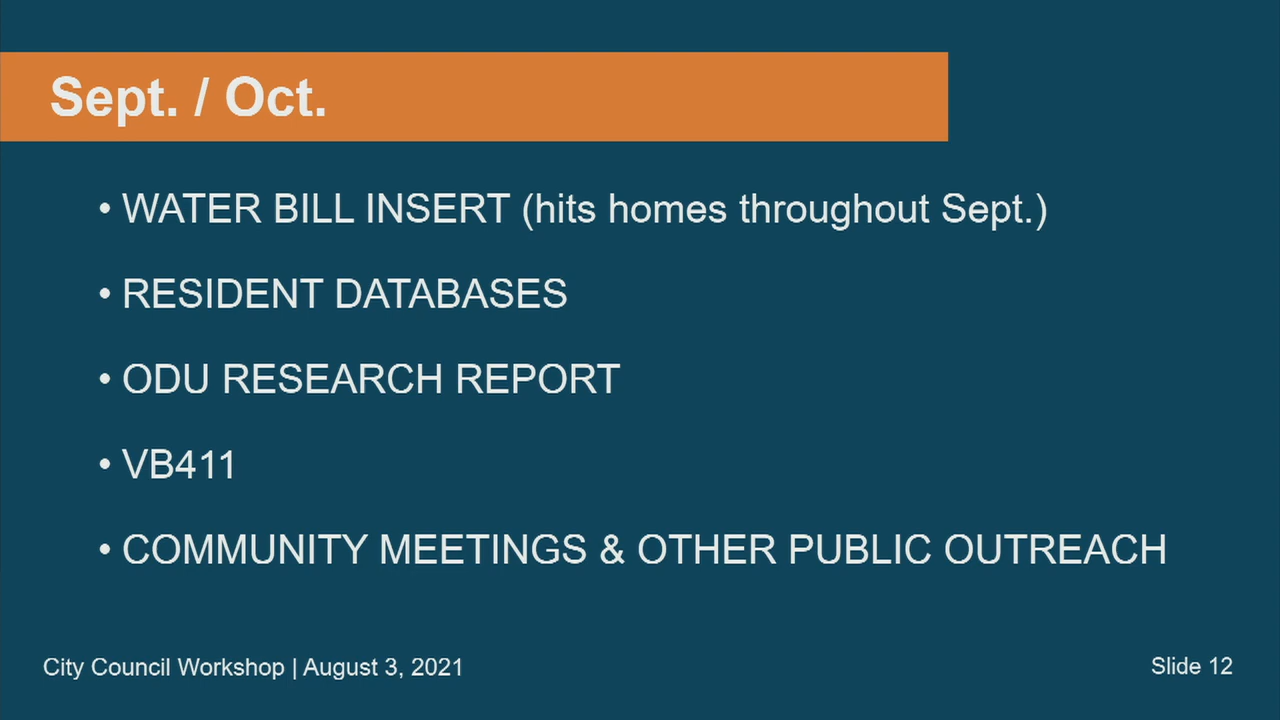 Sept. / Oct.
• WATER BILL INSERT (hits homes throughout Sept.)
• RESIDENT DATABASES
• ODU RESEARCH REPORT
• VB411
• COMMUNITY MEETINGS & OTHER PUBLIC OUTREACH
City Council Workshop | August 3, 2021
Slide 12